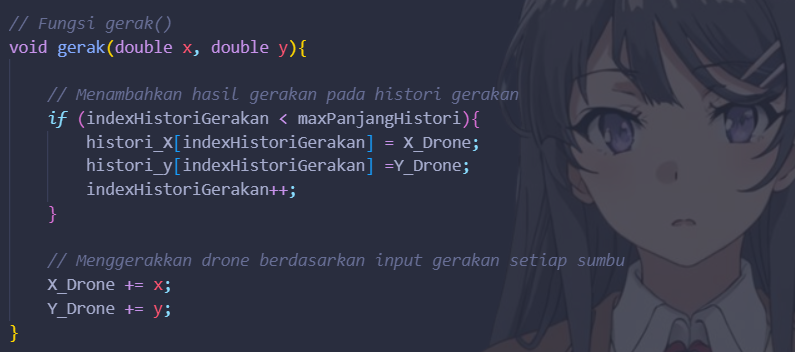 // Fungsi gerak()
void gerak(double x, double y){
// Menambahkan hasil gerakan pada histori gerakan
if (indexHistoriGerakan < maxPanjangHistori){
histori_X[indexHistoriGerakan] = X_Drone;
histori_y[indexHistoriGerakan] =Y_Drone;
indexHistoriGerakan++;
}
// Menggerakkan drone berdasarkan input gerakan setiap sumbu
X_Drone += x;
Y_Drone += y;
}